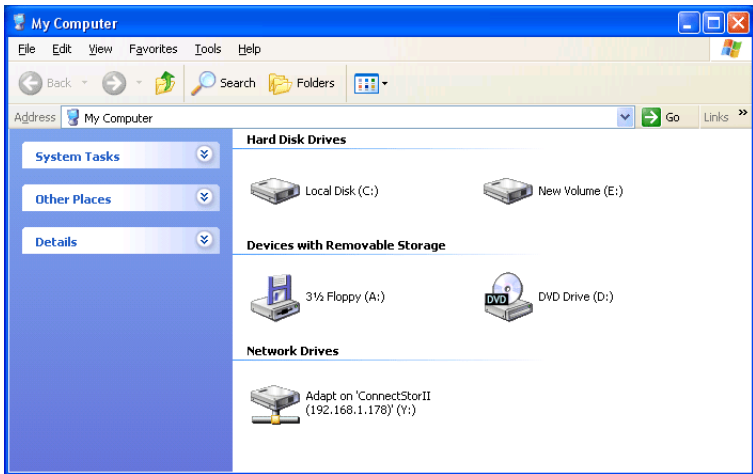 My Computer
File Edit View Favorites Tools Help
Back Search Folders
Address My Computer Go Links »
System Tasks
Other Places
Details
Hard Disk Drives
Local Disk (C:) New Volume (E:)
Devices with Removable Storage
3½ Floppy (A:) DVD DVD Drive (D:)
Network Drives
Adapt on 'ConnectStorII
(192.168.1.178)' (Y:)